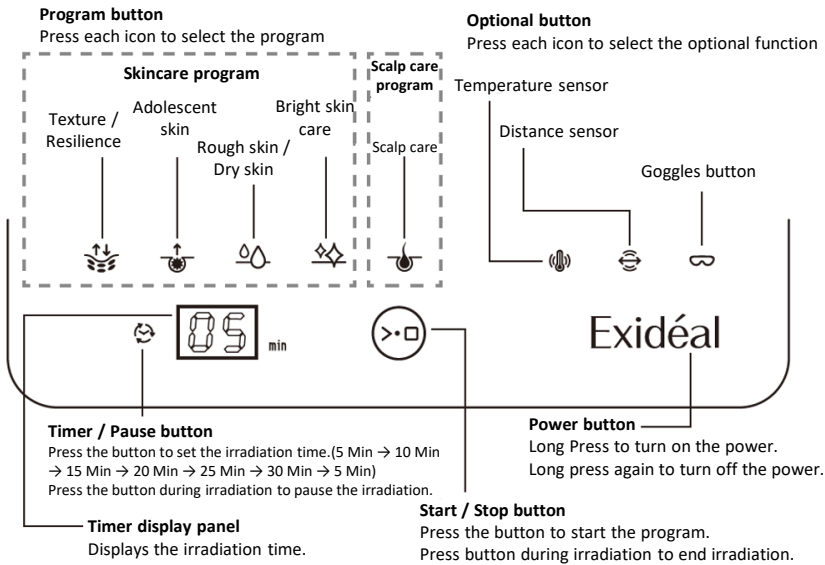 Program button
Press each icon to select the program
Optional button
Press each icon to select the optional function
Skincare program
Scalp care
program
Texture /
Resilience
Adolescent
skin
Rough skin /
Dry skin
Bright skin
care
Scalp care
Temperature sensor
Distance sensor
Goggles button
05
min
Exidéal
Timer / Pause button
Press the button to set the irradiation time.(5 Min → 10 Min
→ 15 Min → 20 Min → 25 Min → 30 Min → 5 Min)
Press the button during irradiation to pause the irradiation.
Power button
Long Press to turn on the power.
Long press again to turn off the power.
Timer display panel
Displays the irradiation time.
Start / Stop button
Press the button to start the program.
Press button during irradiation to end irradiation.